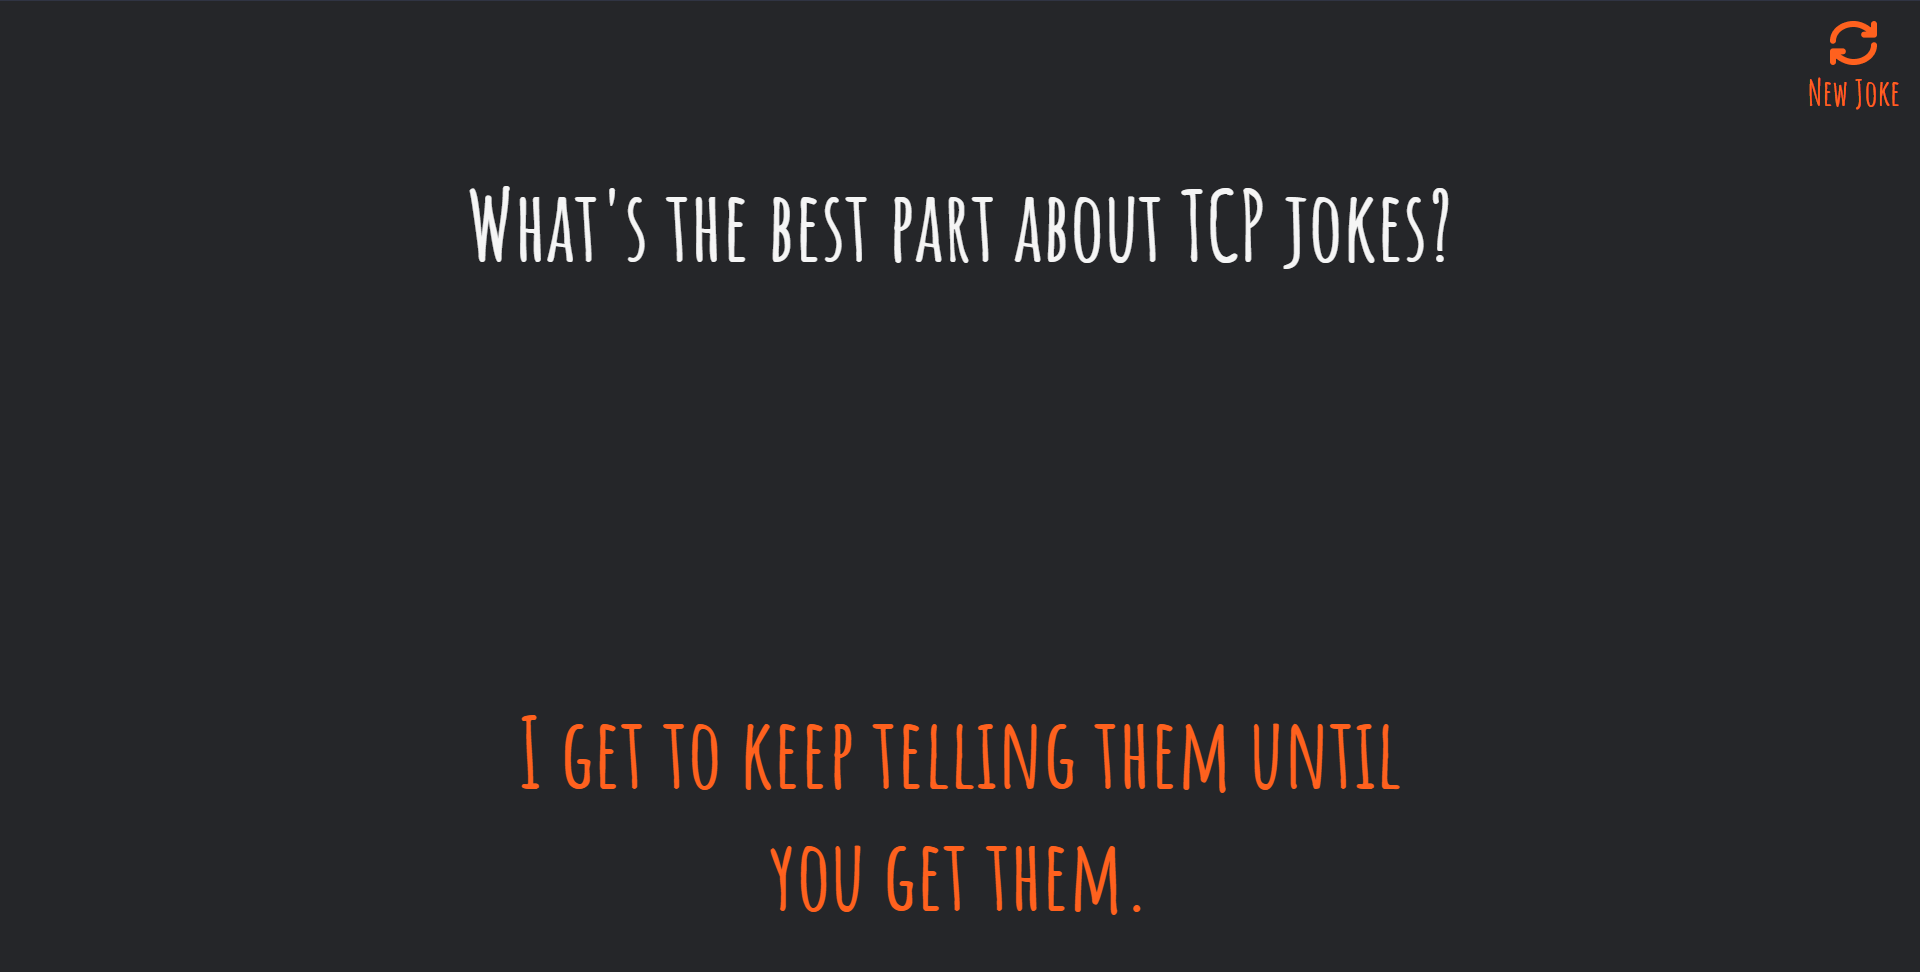 New Joke
What's the best part about TCP jokes?
I get to keep telling them until
you get them.